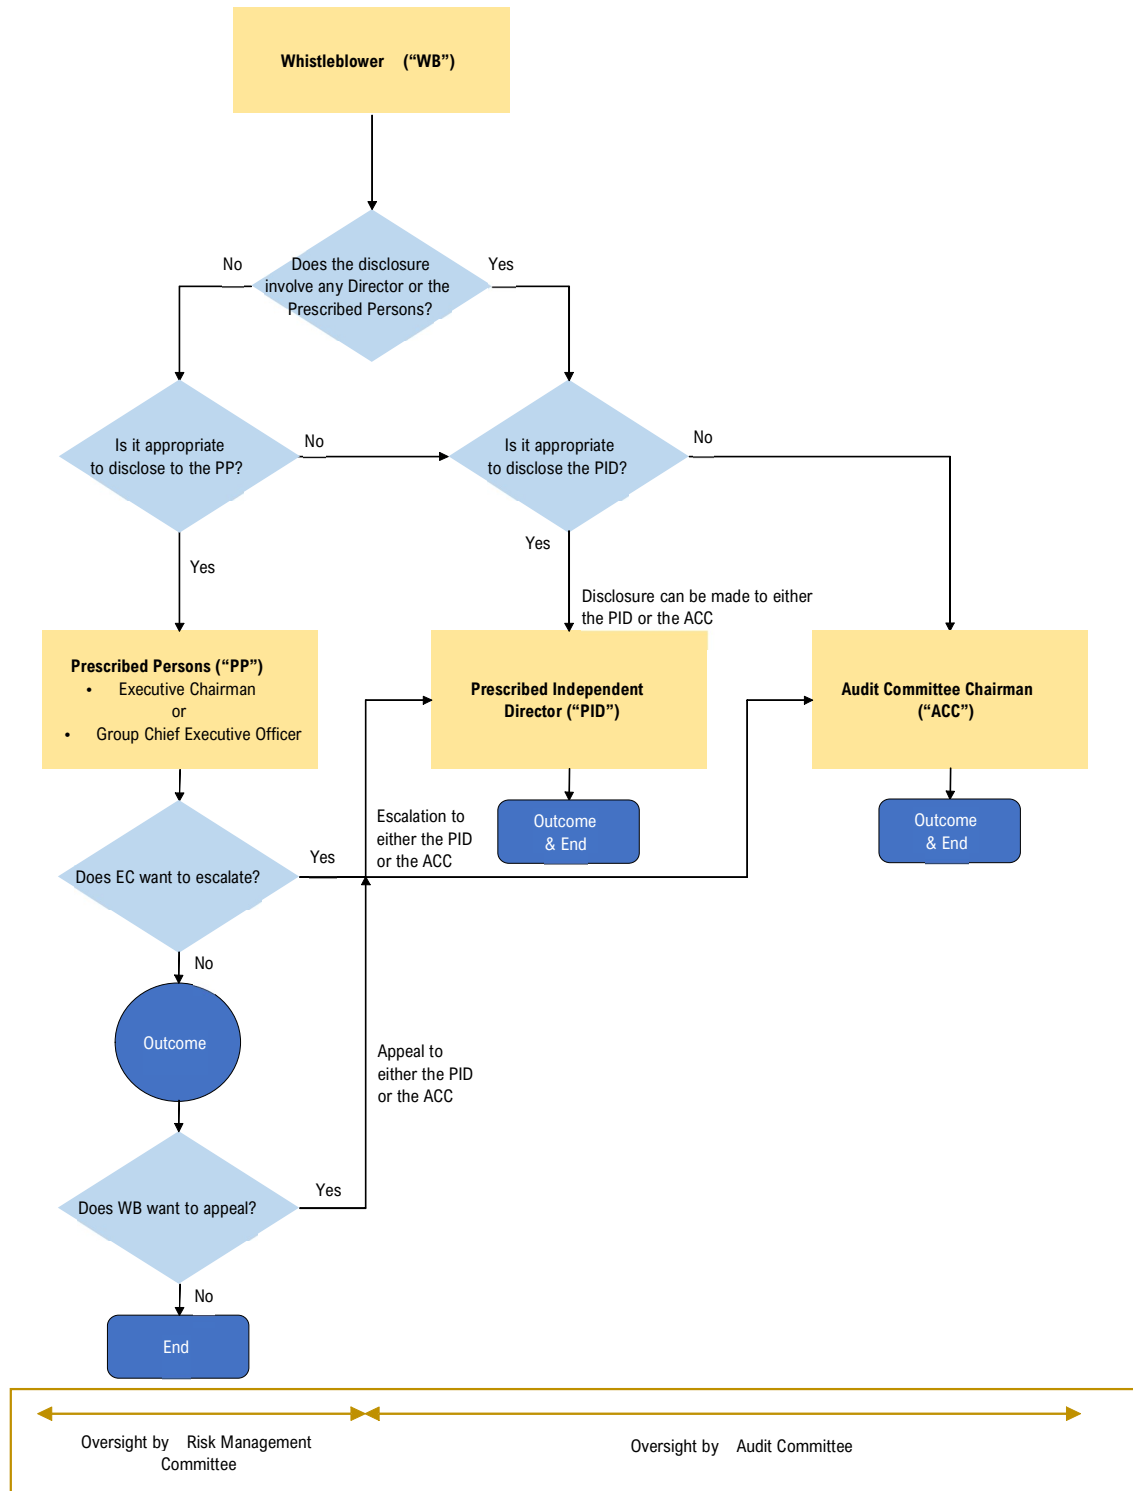 Whistleblower ("WB")
No
Does the disclosure
involve any Director or the
Prescribed Persons?
Yes
Is it appropriate
to disclose to the PP?
No
Is it appropriate
to disclose the PID?
No
Yes
Yes
Disclosure can be made to either
the PID or the ACC
Prescribed Persons (“PP”)
• Executive Chairman
or
• Group Chief Executive Officer
Prescribed Independent
Director (“PID”)
Audit Committee Chairman
(“ACC”)
Escalation to
either the PID
or the ACC
Outcome
& End
Outcome
& End
Does EC want to escalate?
Yes
No
Outcome
Appeal to
either the PID
or the ACC
Does WB want to appeal?
Yes
No
End
Oversight by Risk Management
Committee
Oversight by Audit Committee